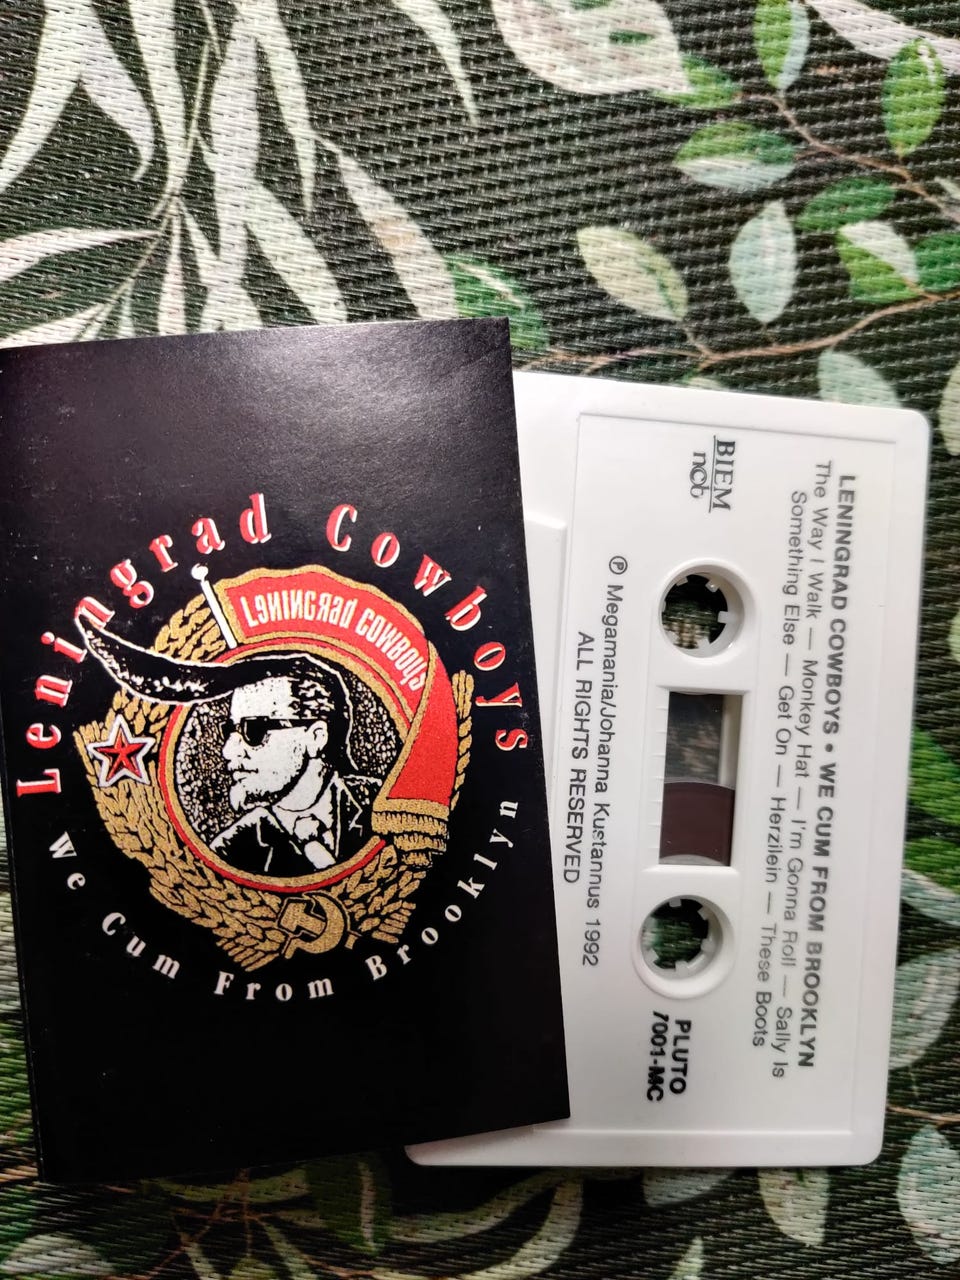 Leningrad Cowboys
LENINGRAD COWBOYS
We Cum From Brooklyn
LENINGRAD COWBOYS • WE CUM FROM BROOKLYN
The Way I Walk — Monkey Hat — I'm Gonna Roll — Sally Is
Something Else — Get On — Herzilein — These Boots
BIEM
ncb
PLUTO
7001-MC
℗ Megamania/Johanna Kustannus 1992
ALL RIGHTS RESERVED